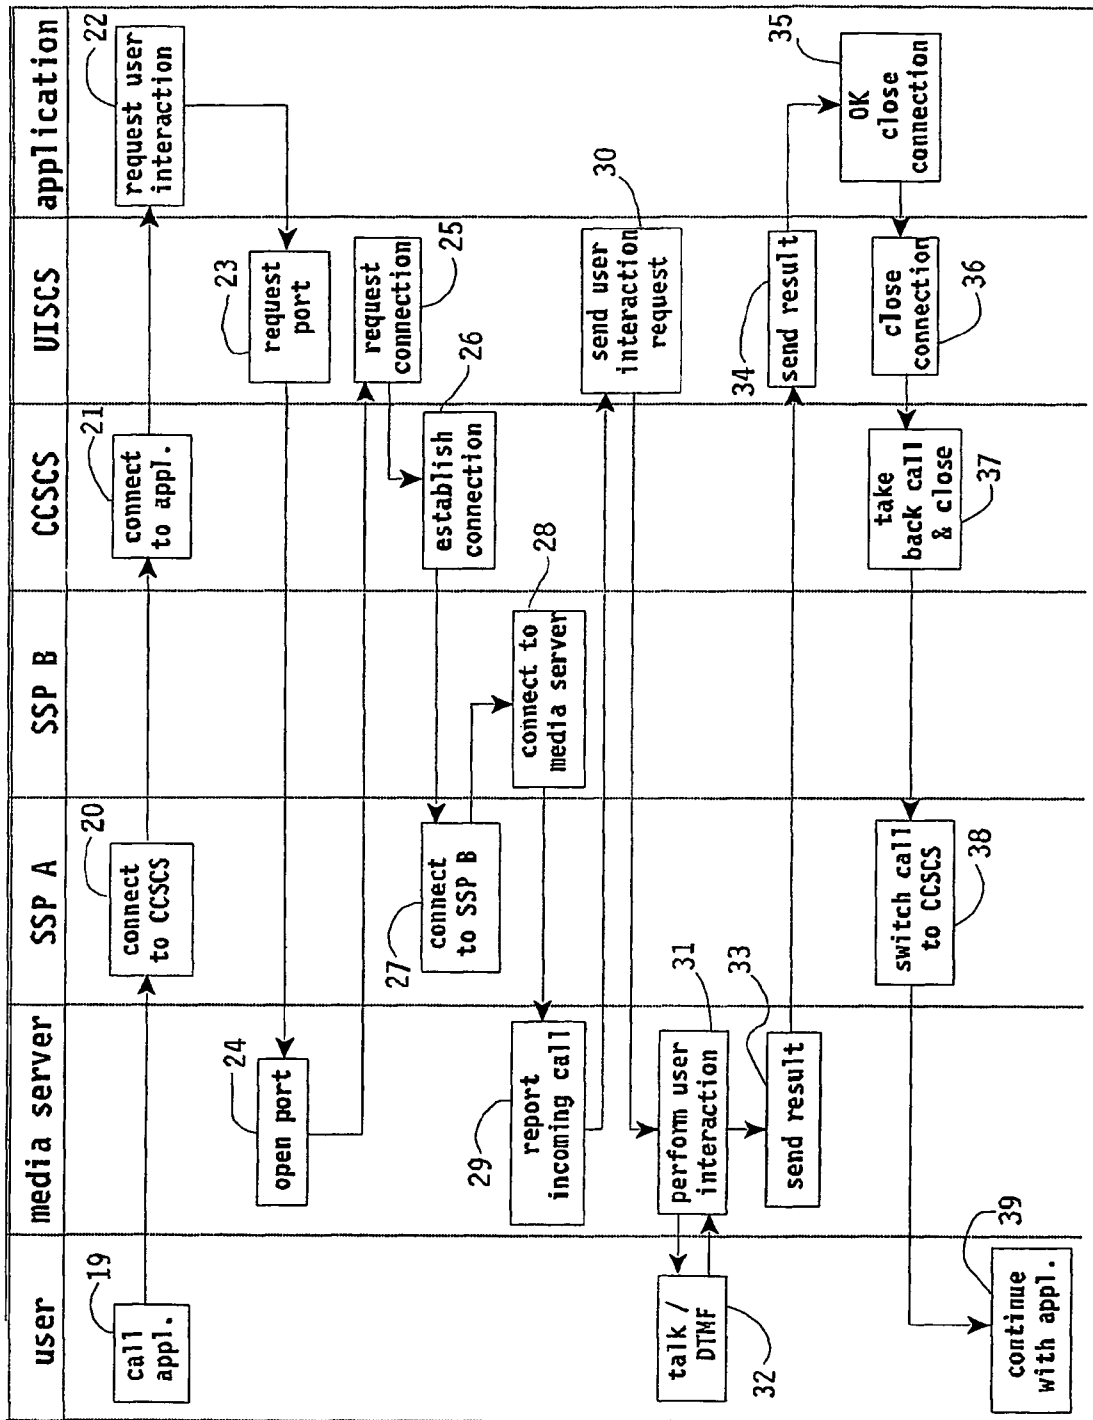 user
media server
SSP A
SSP B
CCSCS
UISCS
application
19
call
appl.
20
connect
to CCSCS
21
connect
to appl.
22
request user
interaction
23
request
port
24
open port
25
request
connection
26
establish
connection
27
connect
to SSP B
28
connect to
media server
29
report
incoming call
30
send user
interaction
request
31
perform user
interaction
32
talk /
DTMF
33
send result
34
send result
35
OK
close
connection
36
close
connection
37
take
back call
& close
38
switch call
to CCSCS
39
continue
with appl.